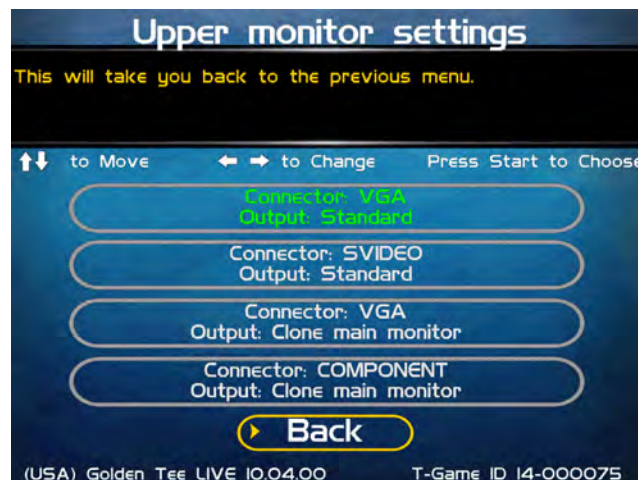 Upper monitor settings
This will take you back to the previous menu.
to Move to Change Press Start to Choose
Connector: VGA
Output: Standard
Connector: SVIDEO
Output: Standard
Connector: VGA
Output: Clone main monitor
Connector: COMPONENT
Output: Clone main monitor
Back
(USA) Golden Tee LIVE 10.04.00 T-Game ID 14-000075